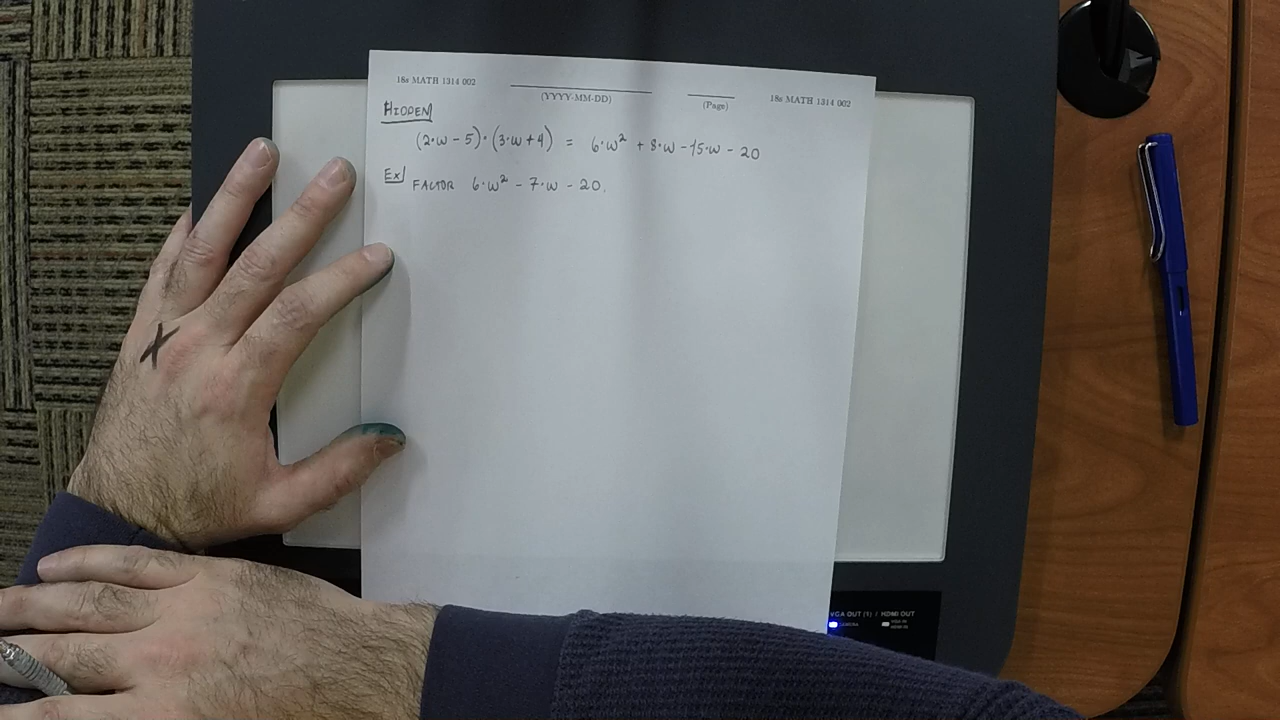 18s MATH 1314 002
(YYYY-MM-DD)
(Page)
18s MATH 1314 002
HIDDEN
(2·w - 5)·(3·w + 4) = 6·w² + 8·w - 15·w - 20
Ex FACTOR 6·w² - 7·w - 20.
X
VGA OUT (1) / HDMI OUT
CAMERA